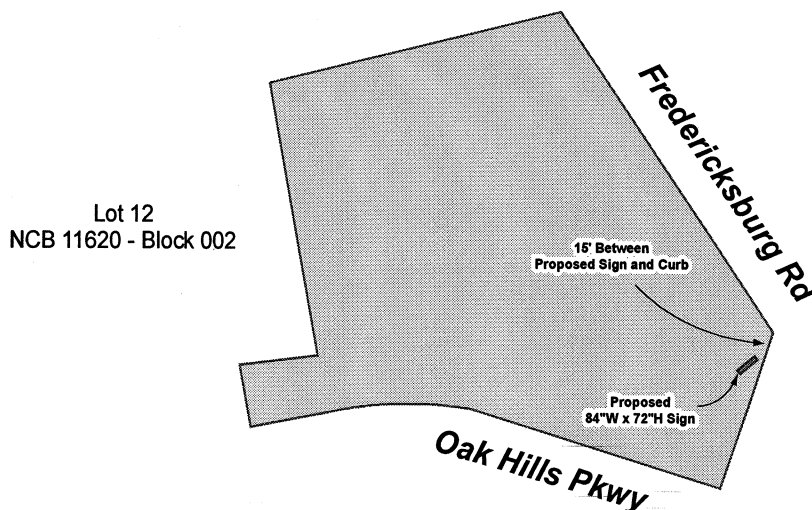 Fredericksburg Rd
Lot 12
NCB 11620 - Block 002
15' Between
Proposed Sign and Curb
Proposed
84"W x 72"H Sign
Oak Hills Pkwy